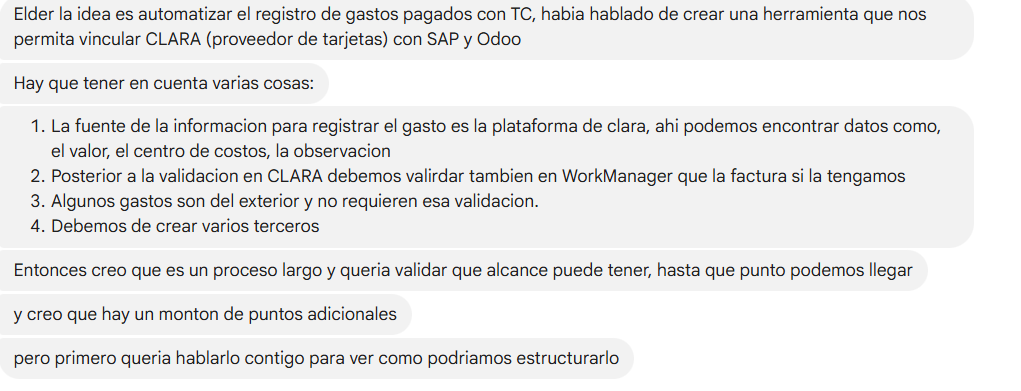 Elder la idea es automatizar el registro de gastos pagados con TC, habia hablado de crear una herramienta que nos
permita vincular CLARA (proveedor de tarjetas) con SAP y Odoo
Hay que tener en cuenta varias cosas:
1. La fuente de la informacion para registrar el gasto es la plataforma de clara, ahi podemos encontrar datos como,
el valor, el centro de costos, la observacion
2. Posterior a la validacion en CLARA debemos valirdar tambien en WorkManager que la factura si la tengamos
3. Algunos gastos son del exterior y no requieren esa validacion.
4. Debemos de crear varios terceros
Entonces creo que es un proceso largo y queria validar que alcance puede tener, hasta que punto podemos llegar
y creo que hay un monton de puntos adicionales
pero primero queria hablarlo contigo para ver como podriamos estructurarlo